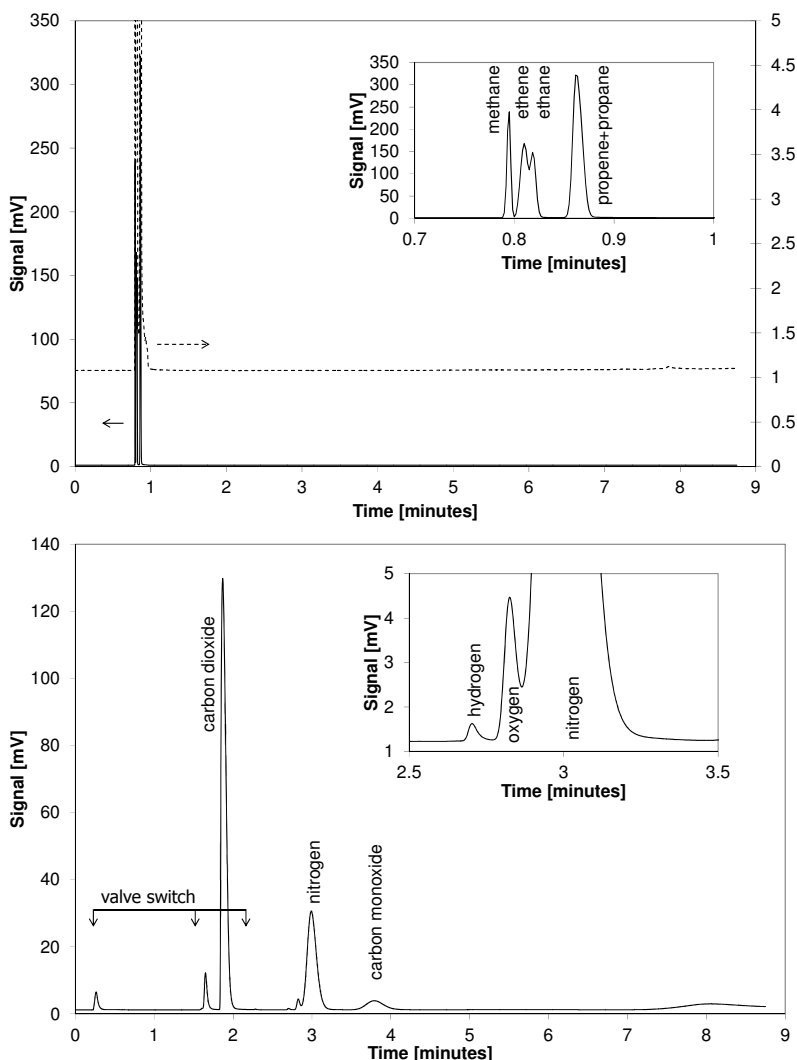 350
300
250
200
150
100
50
0
Signal [mV]
0 1 2 3 4 5 6 7 8 9
Time [minutes]
5
4.5
4
3.5
3
2.5
2
1.5
1
0.5
0
350
300
250
200
150
100
50
0
Signal [mV]
methane
ethene
ethane
propene+propane
0.7 0.8 0.9 1
Time [minutes]
140
120
100
80
60
40
20
0
Signal [mV]
valve switch
carbon dioxide
nitrogen
carbon monoxide
0 1 2 3 4 5 6 7 8 9
Time [minutes]
5
4
3
2
1
Signal [mV]
hydrogen
oxygen
nitrogen
2.5 3 3.5
Time [minutes]